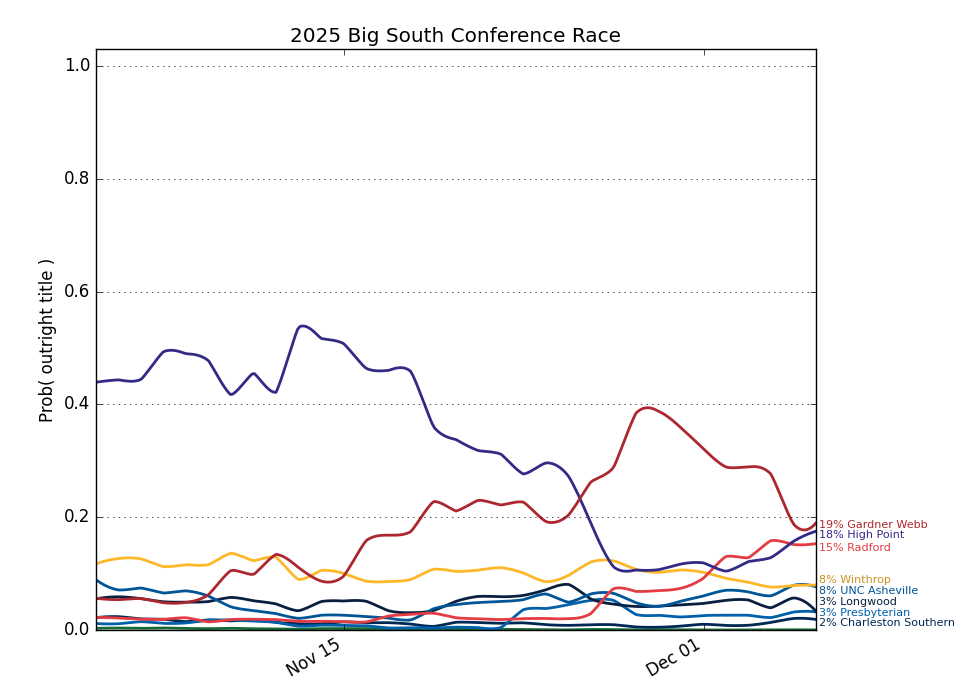 2025 Big South Conference Race
Prob( outright title )
1.0
0.8
0.6
0.4
0.2
0.0
Nov 15
Dec 01
19% Gardner Webb
18% High Point
15% Radford
8% Winthrop
8% UNC Asheville
3% Longwood
3% Presbyterian
2% Charleston Southern